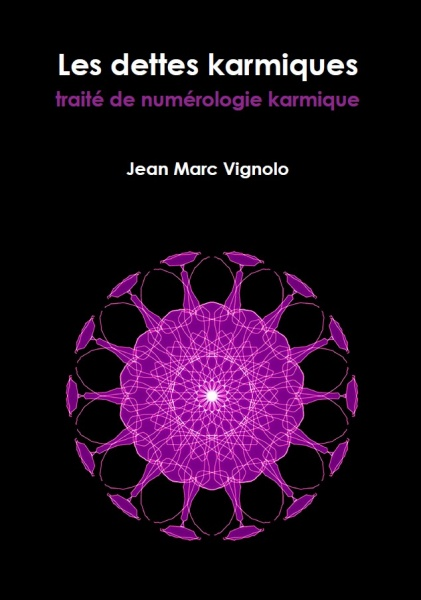 Les dettes karmiques
traité de numérologie karmique
Jean Marc Vignolo